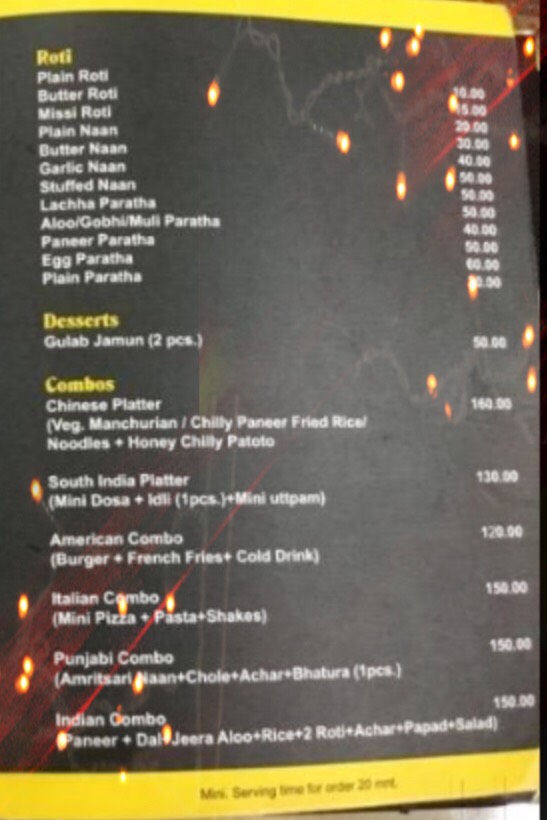 Roti
Plain Roti 10.00
Butter Roti 15.00
Missi Roti 20.00
Plain Naan 30.00
Butter Naan 40.00
Garlic Naan 50.00
Stuffed Naan 50.00
Lachha Paratha 50.00
Aloo/Gobhi/Muli Paratha 40.00
Paneer Paratha 50.00
Egg Paratha 60.00
Plain Paratha
Desserts
Gulab Jamun (2 pcs.) 50.00
Combos
Chinese Platter 160.00
(Veg. Manchurian / Chilly Paneer Fried Rice/
Noodles + Honey Chilly Patoto
South India Platter 130.00
(Mini Dosa + Idli (1pcs.)+Mini uttpam)
American Combo 120.00
(Burger + French Fries+ Cold Drink)
Italian Combo 150.00
(Mini Pizza + Pasta+Shakes)
Punjabi Combo 150.00
(Amritsari Naan+Chole+Achar+Bhatura (1pcs.)
Indian Combo 150.00
(Paneer + Dal+Jeera Aloo+Rice+2 Roti+Achar+Papad+Salad)
Mini. Serving time for order 20 mnt.